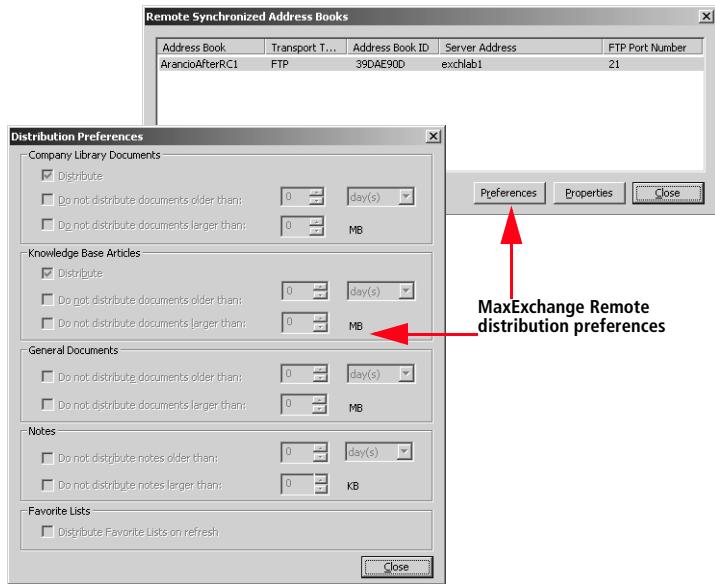 Remote Synchronized Address Books
Address Book Transport T... Address Book ID Server Address FTP Port Number
ArancioAfterRC1 FTP 39DAE90D exchlab1 21
Preferences Properties Close
Distribution Preferences
Company Library Documents
Distribute
Do not distribute documents older than: 0 day(s)
Do not distribute documents larger than: 0 MB
Knowledge Base Articles
Distribute
Do not distribute documents older than: 0 day(s)
Do not distribute documents larger than: 0 MB
General Documents
Do not distribute documents older than: 0 day(s)
Do not distribute documents larger than: 0 MB
Notes
Do not distribute notes older than: 0 day(s)
Do not distribute notes larger than: 0 KB
Favorite Lists
Distribute Favorite Lists on refresh
Close
MaxExchange Remote
distribution preferences